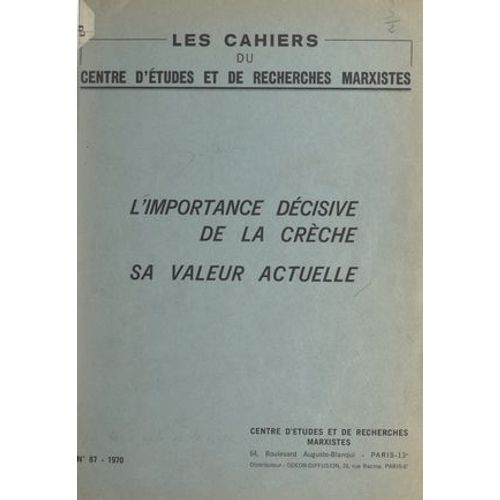 LES CAHIERS
DU
CENTRE D'ÉTUDES ET DE RECHERCHES MARXISTES
L'IMPORTANCE DÉCISIVE
DE LA CRÈCHE
SA VALEUR ACTUELLE
CENTRE D'ETUDES ET DE RECHERCHES
MARXISTES
64, Boulevard Auguste-Blanqui - PARIS-13e
Distributeur - ODEON-DIFFUSION, 24, rue Racine, PARIS-6e
N° 87 - 1970